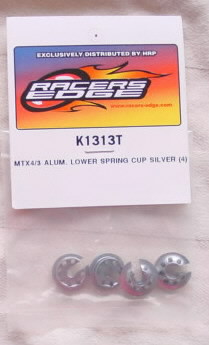 EXCLUSIVELY DISTRIBUTED BY HRP
RACERS
EDGE
www.racers-edge.com
K1313T
MTX4/3 ALUM. LOWER SPRING CUP SILVER (4)